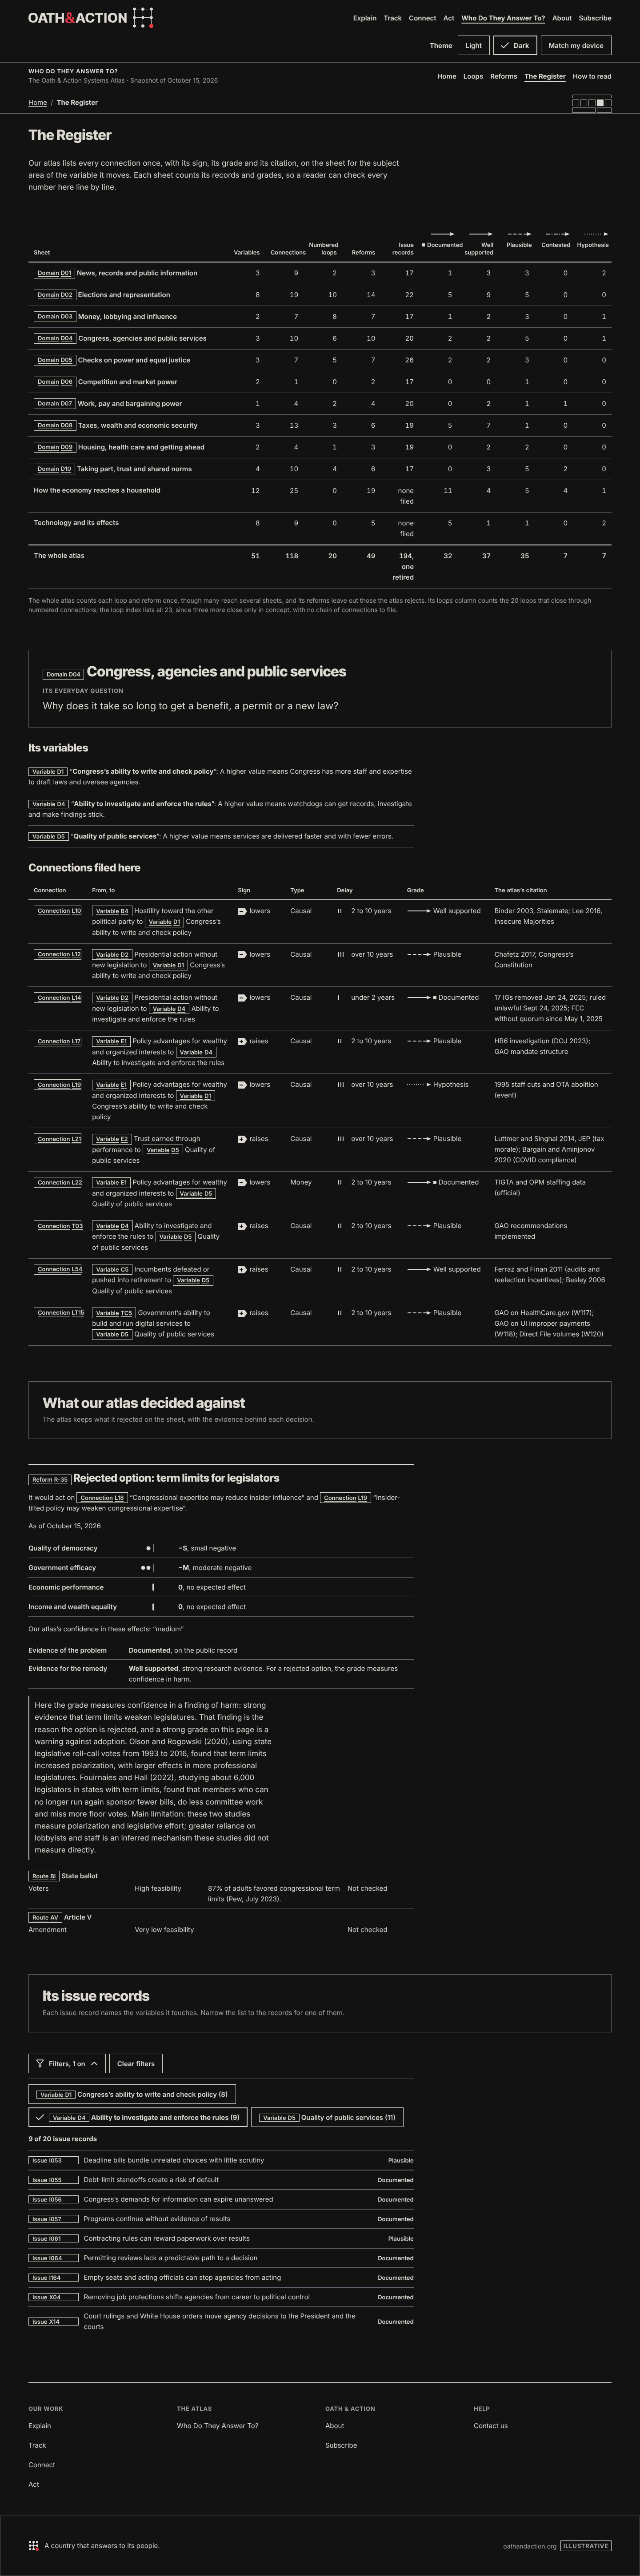 OATH&ACTION
Explain Track Connect Act Who Do They Answer To? About Subscribe
Theme Light Dark Match my device
WHO DO THEY ANSWER TO?
The Oath & Action Systems Atlas · Snapshot of October 15, 2026
Home Loops Reforms The Register How to read
Home / The Register
The Register
Our atlas lists every connection once, with its sign, its grade and its citation, on the sheet for the subject
area of the variable it moves. Each sheet counts its records and grades, so a reader can check every
number here line by line.
Sheet Variables Connections Numbered loops Reforms Issue records Documented Well supported Plausible Contested Hypothesis
Domain D01 News, records and public information 3 9 2 3 17 1 3 3 0 2
Domain D02 Elections and representation 8 19 10 14 22 5 9 5 0 0
Domain D03 Money, lobbying and influence 2 7 8 7 17 1 2 3 0 1
Domain D04 Congress, agencies and public services 3 10 6 10 20 2 2 5 0 1
Domain D05 Checks on power and equal justice 3 7 5 7 26 2 2 3 0 0
Domain D06 Competition and market power 2 1 0 2 17 0 0 1 0 0
Domain D07 Work, pay and bargaining power 1 4 2 4 20 0 2 1 1 0
Domain D08 Taxes, wealth and economic security 3 13 3 6 19 5 7 1 0 0
Domain D09 Housing, health care and getting ahead 2 4 1 3 19 0 2 2 0 0
Domain D10 Taking part, trust and shared norms 4 10 4 6 17 0 3 5 2 0
How the economy reaches a household 12 25 0 19 none filed 11 4 5 4 1
Technology and its effects 8 9 0 5 none filed 5 1 1 0 2
The whole atlas 51 118 20 49 194, one retired 32 37 35 7 7
The whole atlas counts each loop and reform once, though many reach several sheets, and its reforms leave out those the atlas rejects. Its loops column counts the 20 loops that close through
numbered connections; the loop index lists all 23, since three more close only in concept, with no chain of connections to file.
Domain D04 Congress, agencies and public services
ITS EVERYDAY QUESTION
Why does it take so long to get a benefit, a permit or a new law?
Its variables
Variable D1 “Congress’s ability to write and check policy”: A higher value means Congress has more staff and expertise
to draft laws and oversee agencies.
Variable D4 “Ability to investigate and enforce the rules”: A higher value means watchdogs can get records, investigate
and make findings stick.
Variable D5 “Quality of public services”: A higher value means services are delivered faster and with fewer errors.
Connections filed here
Connection From, to Sign Type Delay Grade The atlas’s citation
Connection L10 Variable B4 Hostility toward the other political party to Variable D1 Congress’s ability to write and check policy lowers Causal 2 to 10 years Well supported Binder 2003, Stalemate; Lee 2016, Insecure Majorities
Connection L12 Variable D2 Presidential action without new legislation to Variable D1 Congress’s ability to write and check policy lowers Causal over 10 years Plausible Chafetz 2017, Congress’s Constitution
Connection L14 Variable D2 Presidential action without new legislation to Variable D4 Ability to investigate and enforce the rules lowers Causal under 2 years Documented 17 IGs removed Jan 24, 2025; ruled unlawful Sept 24, 2025; FEC without quorum since May 1, 2025
Connection L17 Variable E1 Policy advantages for wealthy and organized interests to Variable D4 Ability to investigate and enforce the rules raises Causal 2 to 10 years Plausible HB6 investigation (DOJ 2023); GAO mandate structure
Connection L19 Variable E1 Policy advantages for wealthy and organized interests to Variable D1 Congress’s ability to write and check policy lowers Causal over 10 years Hypothesis 1995 staff cuts and OTA abolition (event)
Connection L21 Variable E2 Trust earned through performance to Variable D5 Quality of public services raises Causal over 10 years Plausible Luttmer and Singhal 2014, JEP (tax morale); Bargain and Aminjonov 2020 (COVID compliance)
Connection L22 Variable E1 Policy advantages for wealthy and organized interests to Variable D5 Quality of public services lowers Money 2 to 10 years Documented TIGTA and OPM staffing data (official)
Connection T03 Variable D4 Ability to investigate and enforce the rules to Variable D5 Quality of public services raises Causal 2 to 10 years Plausible GAO recommendations implemented
Connection L54 Variable C5 Incumbents defeated or pushed into retirement to Variable D5 Quality of public services raises Causal 2 to 10 years Well supported Ferraz and Finan 2011 (audits and reelection incentives); Besley 2006
Connection LT15 Variable TC5 Government’s ability to build and run digital services to Variable D5 Quality of public services raises Causal 2 to 10 years Plausible GAO on HealthCare.gov (W117); GAO on UI improper payments (W118); Direct File volumes (W120)
What our atlas decided against
The atlas keeps what it rejected on the sheet, with the evidence behind each decision.
Reform R-35 Rejected option: term limits for legislators
It would act on Connection L18 “Congressional expertise may reduce insider influence” and Connection L19 “Insider-
tilted policy may weaken congressional expertise”.
As of October 15, 2026
Quality of democracy −S, small negative
Government efficacy −M, moderate negative
Economic performance 0, no expected effect
Income and wealth equality 0, no expected effect
Our atlas’s confidence in these effects: “medium”
Evidence of the problem Documented, on the public record
Evidence for the remedy Well supported, strong research evidence. For a rejected option, the grade measures
confidence in harm.
Here the grade measures confidence in a finding of harm: strong
evidence that term limits weaken legislatures. That finding is the
reason the option is rejected, and a strong grade on this page is a
warning against adoption. Olson and Rogowski (2020), using state
legislative roll-call votes from 1993 to 2016, found that term limits
increased polarization, with larger effects in more professional
legislatures. Fouirnaies and Hall (2022), studying about 6,000
legislators in states with term limits, found that members who can
no longer run again sponsor fewer bills, do less committee work
and miss more floor votes. Main limitation: these two studies
measure polarization and legislative effort; greater reliance on
lobbyists and staff is an inferred mechanism these studies did not
measure directly.
Route BI State ballot
Voters High feasibility 87% of adults favored congressional term limits (Pew, July 2023). Not checked
Route AV Article V
Amendment Very low feasibility Not checked
Its issue records
Each issue record names the variables it touches. Narrow the list to the records for one of them.
Filters, 1 on Clear filters
Variable D1 Congress’s ability to write and check policy (8)
Variable D4 Ability to investigate and enforce the rules (9) Variable D5 Quality of public services (11)
9 of 20 issue records
Issue I053 Deadline bills bundle unrelated choices with little scrutiny Plausible
Issue I055 Debt-limit standoffs create a risk of default Documented
Issue I056 Congress’s demands for information can expire unanswered Documented
Issue I057 Programs continue without evidence of results Documented
Issue I061 Contracting rules can reward paperwork over results Plausible
Issue I064 Permitting reviews lack a predictable path to a decision Documented
Issue I164 Empty seats and acting officials can stop agencies from acting Documented
Issue X04 Removing job protections shifts agencies from career to political control Documented
Issue X14 Court rulings and White House orders move agency decisions to the President and the courts Documented
OUR WORK THE ATLAS OATH & ACTION HELP
Explain Who Do They Answer To? About Contact us
Track Subscribe
Connect
Act
A country that answers to its people.
oathandaction.org ILLUSTRATIVE